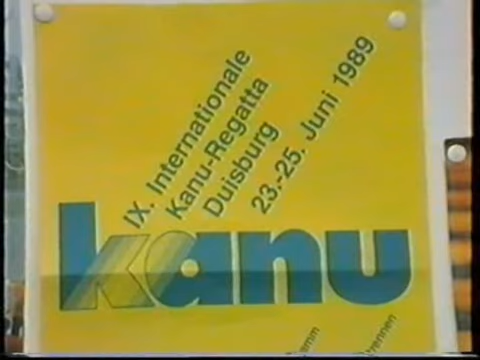 IX. Internationale
Kanu-Regatta
Duisburg
23.-25. Juni 1989
kanu